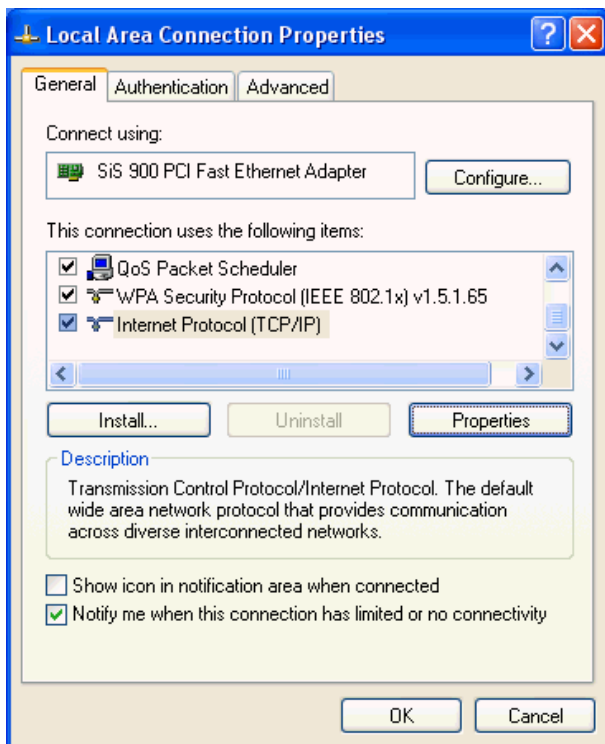 Local Area Connection Properties
General Authentication Advanced
Connect using:
SiS 900 PCI Fast Ethernet Adapter Configure...
This connection uses the following items:
QoS Packet Scheduler
WPA Security Protocol (IEEE 802.1x) v1.5.1.65
Internet Protocol (TCP/IP)
Install... Uninstall Properties
Description
Transmission Control Protocol/Internet Protocol. The default
wide area network protocol that provides communication
across diverse interconnected networks.
Show icon in notification area when connected
Notify me when this connection has limited or no connectivity
OK Cancel